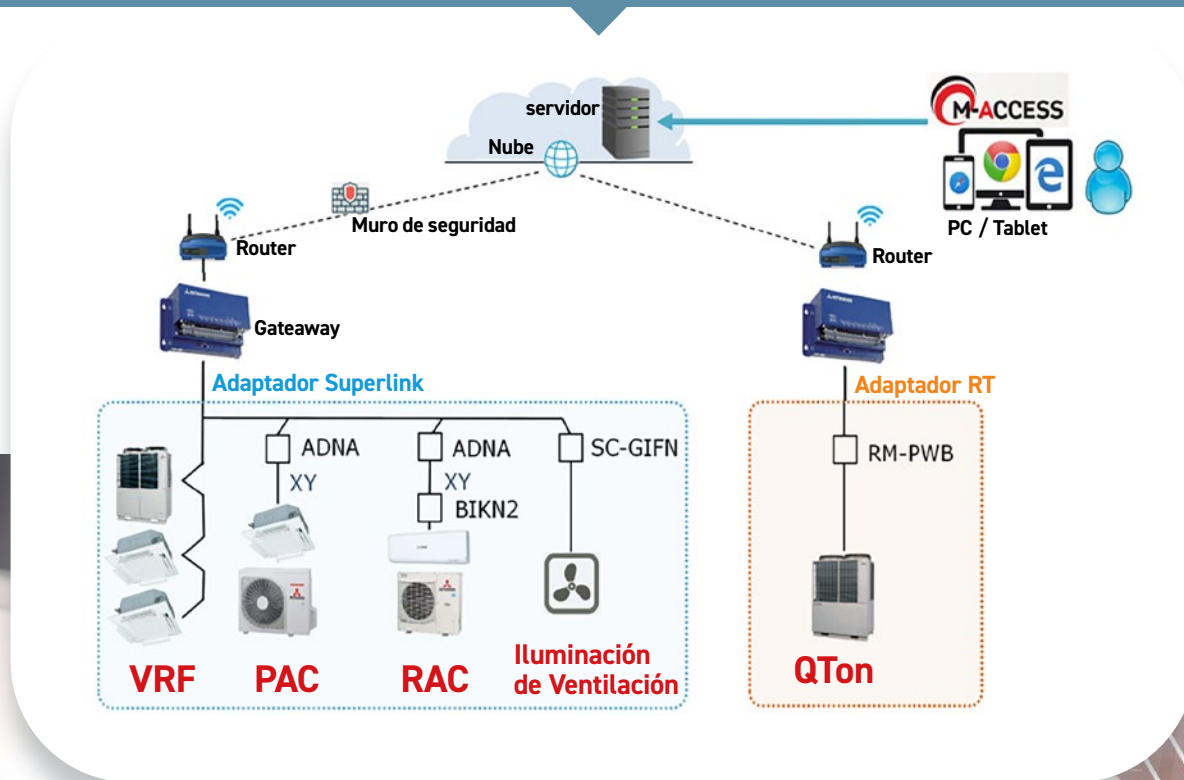 servidor
M-ACCESS
Nube
Muro de seguridad
Router
Router
PC / Tablet
Gateaway
Adaptador Superlink
Adaptador RT
ADNA
ADNA
SC-GIFN
RM-PWB
XY
XY
BIKN2
VRF
PAC
RAC
Iluminación
de Ventilación
QTon